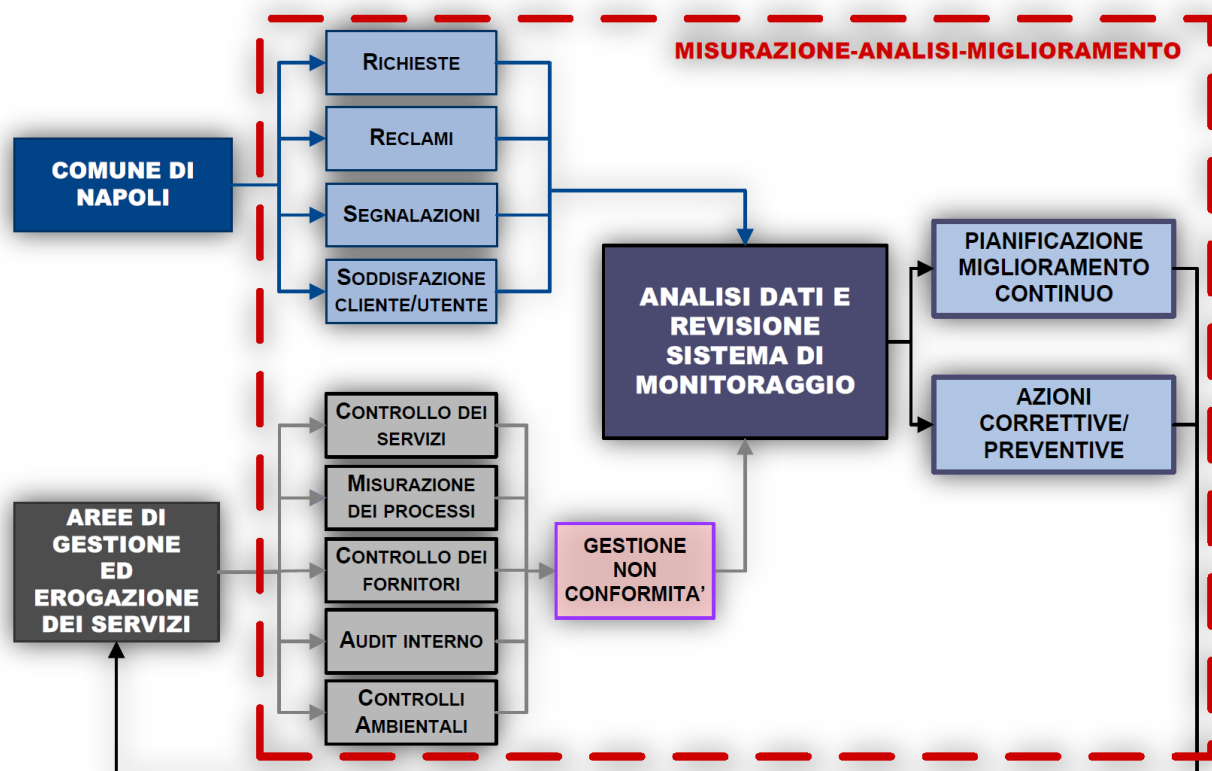 MISURAZIONE-ANALISI-MIGLIORAMENTO
RICHIESTE
RECLAMI
SEGNALAZIONI
SODDISFAZIONE
CLIENTE/UTENTE
COMUNE DI
NAPOLI
ANALISI DATI E
REVISIONE
SISTEMA DI
MONITORAGGIO
PIANIFICAZIONE
MIGLIORAMENTO
CONTINUO
AZIONI
CORRETTIVE/
PREVENTIVE
CONTROLLO DEI
SERVIZI
MISURAZIONE
DEI PROCESSI
CONTROLLO DEI
FORNITORI
AUDIT INTERNO
CONTROLLI
AMBIENTALI
AREE DI
GESTIONE
ED
EROGAZIONE
DEI SERVIZI
GESTIONE
NON
CONFORMITA’